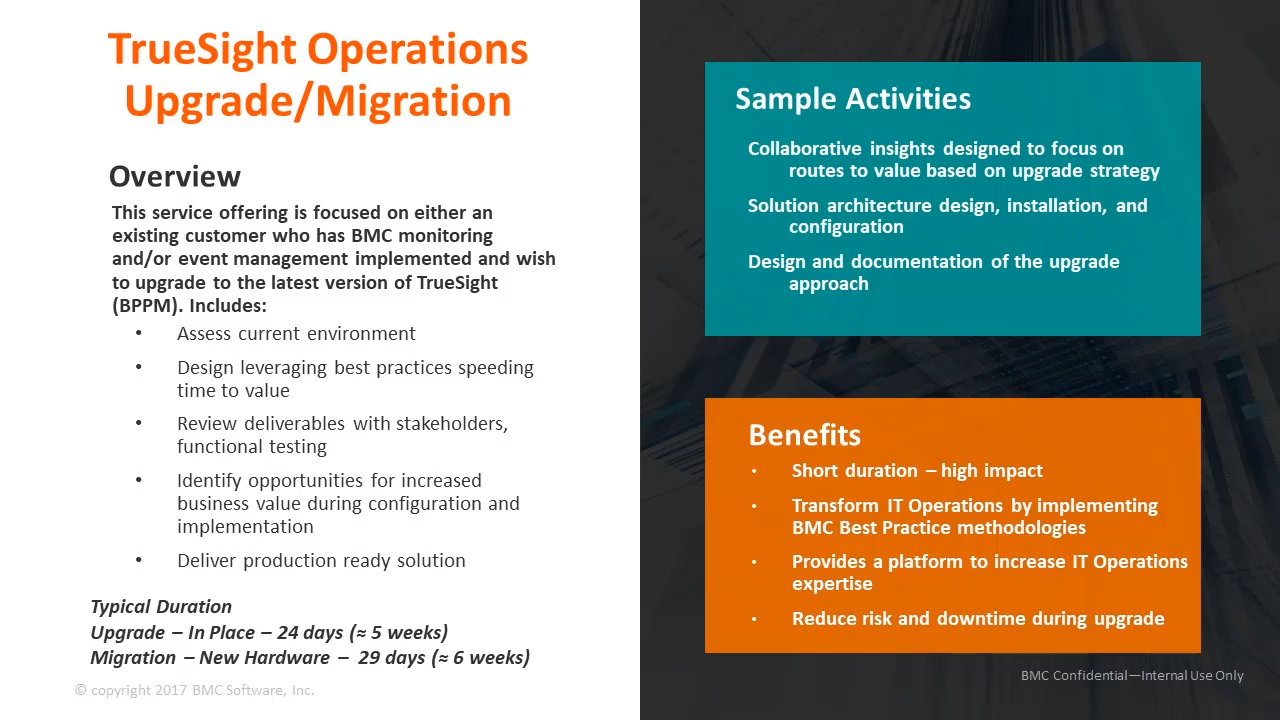 TrueSight Operations
Upgrade/Migration
Overview
This service offering is focused on either an
existing customer who has BMC monitoring
and/or event management implemented and wish
to upgrade to the latest version of TrueSight
(BPPM). Includes:
• Assess current environment
• Design leveraging best practices speeding
time to value
• Review deliverables with stakeholders,
functional testing
• Identify opportunities for increased
business value during configuration and
implementation
• Deliver production ready solution
Typical Duration
Upgrade – In Place – 24 days (≈ 5 weeks)
Migration – New Hardware – 29 days (≈ 6 weeks)
© copyright 2017 BMC Software, Inc.
Sample Activities
Collaborative insights designed to focus on
routes to value based on upgrade strategy
Solution architecture design, installation, and
configuration
Design and documentation of the upgrade
approach
Benefits
• Short duration – high impact
• Transform IT Operations by implementing
BMC Best Practice methodologies
• Provides a platform to increase IT Operations
expertise
• Reduce risk and downtime during upgrade
BMC Confidential—Internal Use Only